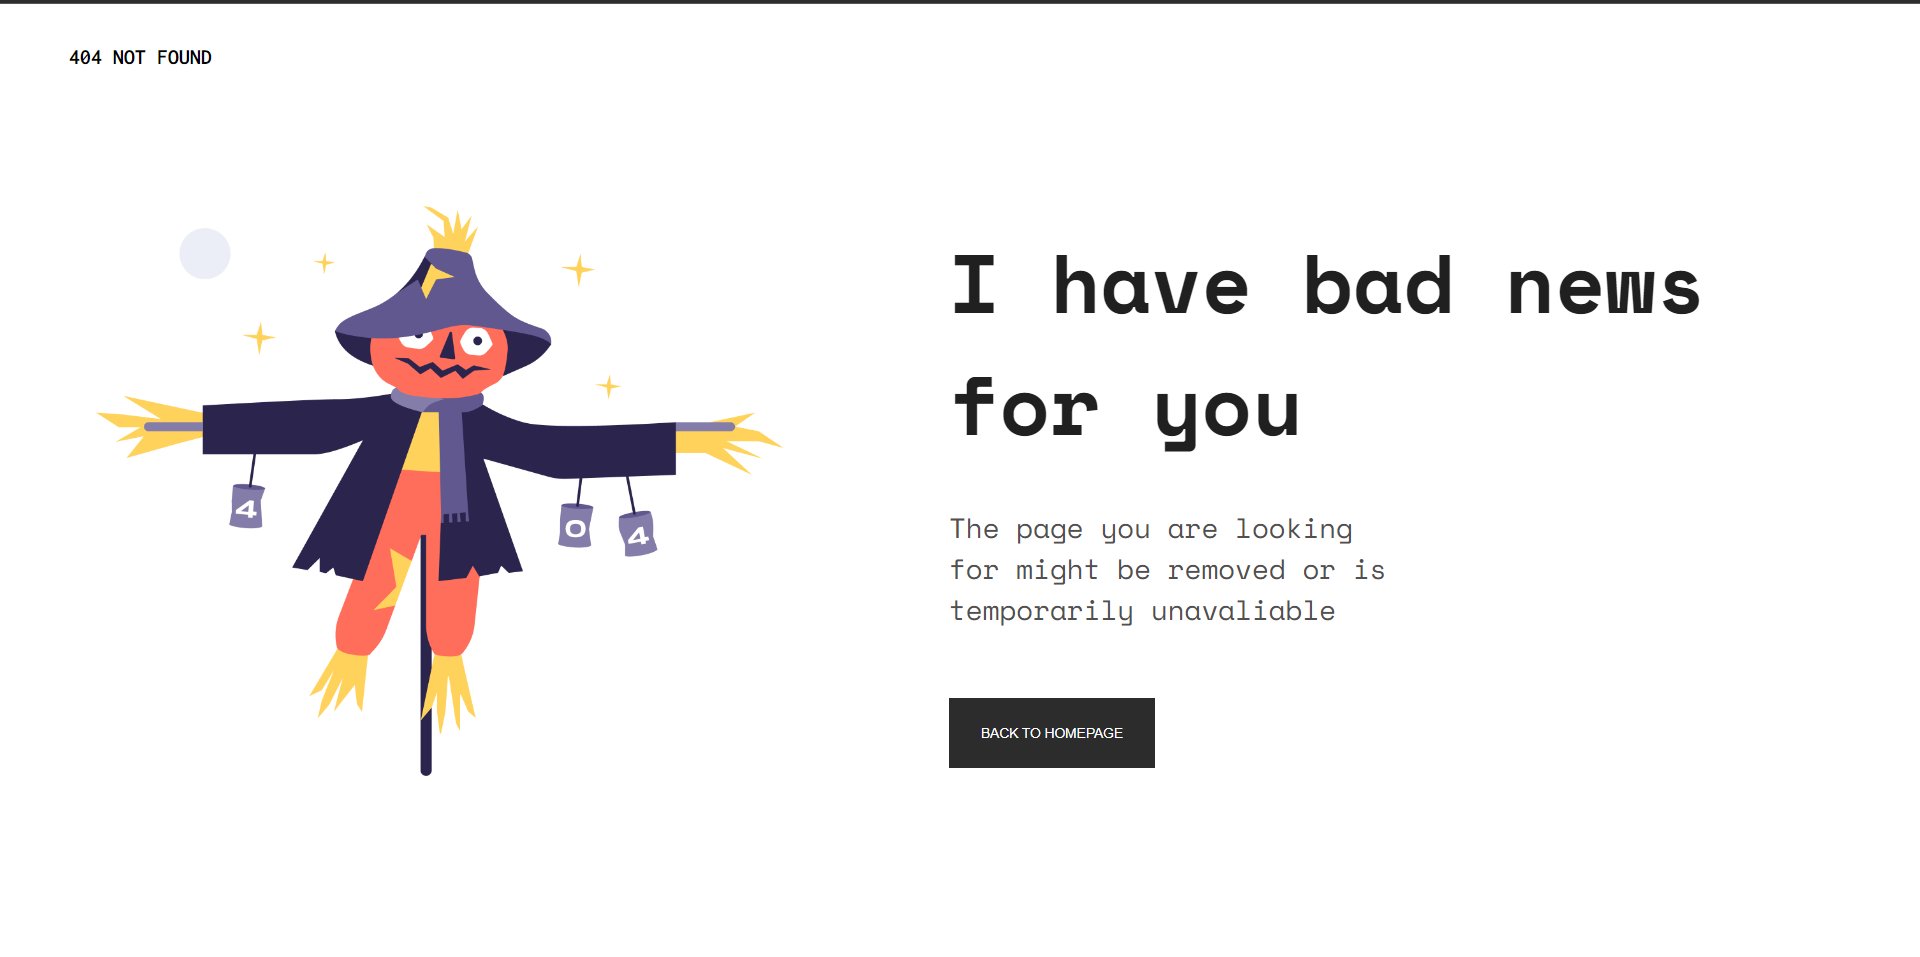 404 NOT FOUND
I have bad news
for you
4
0
4
The page you are looking
for might be removed or is
temporarily unavaliable
BACK TO HOMEPAGE